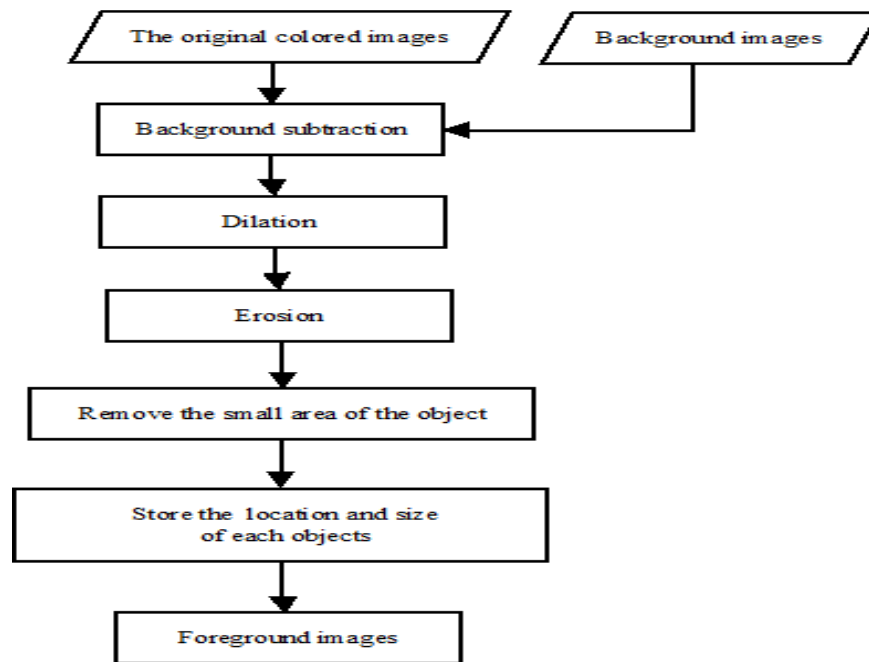 The original colored images
Background images
Background subtraction
Dilation
Erosion
Remove the small area of the object
Store the location and size
of each objects
Foreground images